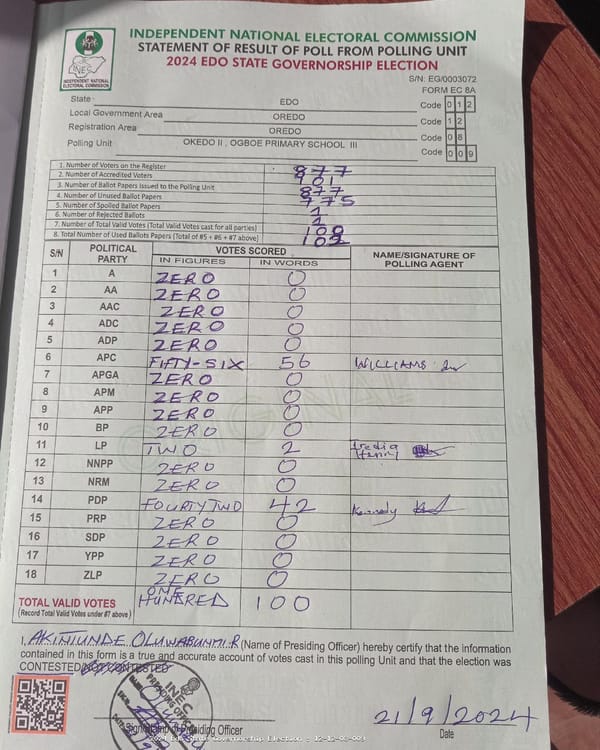 INDEPENDENT NATIONAL ELECTORAL COMMISSION
STATEMENT OF RESULT OF POLL FROM POLLING UNIT
2024 EDO STATE GOVERNORSHIP ELECTION
INEC
INDEPENDENT NATIONAL ELECTORAL COMMISSION
S/N: EG/0003072
FORM EC 8A
State EDO Code 0 1 2
Local Government Area OREDO Code 1 2
Registration Area OREDO Code 0 8
Polling Unit OKEDO II , OGBOE PRIMARY SCHOOL III Code 0 0 9
1. Number of Voters on the Register 877
2. Number of Accredited Voters 101
3. Number of Ballot Papers issued to the Polling Unit 877
4. Number of Unused Ballot Papers 775
5. Number of Spoiled Ballot Papers 1
6. Number of Rejected Ballots 1
7. Number of Total Valid Votes (Total Valid Votes cast for all parties) 100
8. Total Number of Used Ballots Papers (Total of #5 + #6 + #7 above) 102
S/N POLITICAL PARTY VOTES SCORED NAME/SIGNATURE OF POLLING AGENT
IN FIGURES IN WORDS
1 A ZERO 0
2 AA ZERO 0
3 AAC ZERO 0
4 ADC ZERO 0
5 ADP ZERO 0
6 APC FIFTY-SIX 56 WILLIAMS
7 APGA ZERO 0
8 APM ZERO 0
9 APP ZERO 0
10 BP ZERO 0
11 LP TWO 2 Iredia Henry
12 NNPP ZERO 0
13 NRM ZERO 0
14 PDP FOURTY TWO 42 Kennedy
15 PRP ZERO 0
16 SDP ZERO 0
17 YPP ZERO 0
18 ZLP ZERO 0
TOTAL VALID VOTES ONE HUNDRED 100
(Record Total Valid Votes under #7 above)
I, AKINIUNDE OLUWABUNMI R (Name of Presiding Officer) hereby certify that the information
contained in this form is a true and accurate account of votes cast in this polling Unit and that the election was
CONTESTED/NOT CONTESTED
INEC
Signature of Presiding Officer
21/9/2024
Date
2024 Edo State Governorship Election - 12-12-08-009